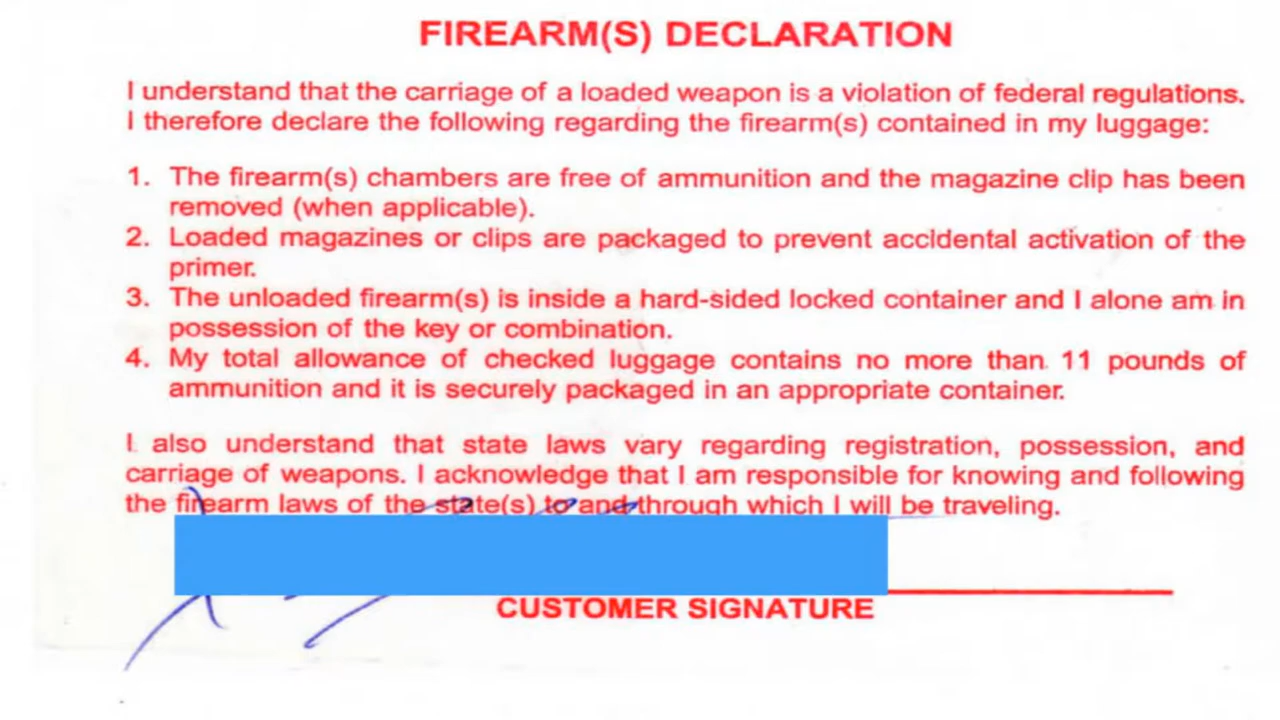 FIREARM(S) DECLARATION
I understand that the carriage of a loaded weapon is a violation of federal regulations.
I therefore declare the following regarding the firearm(s) contained in my luggage:
1. The firearm(s) chambers are free of ammunition and the magazine clip has been
removed (when applicable).
2. Loaded magazines or clips are packaged to prevent accidental activation of the
primer.
3. The unloaded firearm(s) is inside a hard-sided locked container and I alone am in
possession of the key or combination.
4. My total allowance of checked luggage contains no more than 11 pounds of
ammunition and it is securely packaged in an appropriate container.
I also understand that state laws vary regarding registration, possession, and
carriage of weapons. I acknowledge that I am responsible for knowing and following
the firearm laws of the state(s) to and through which I will be traveling.
CUSTOMER SIGNATURE